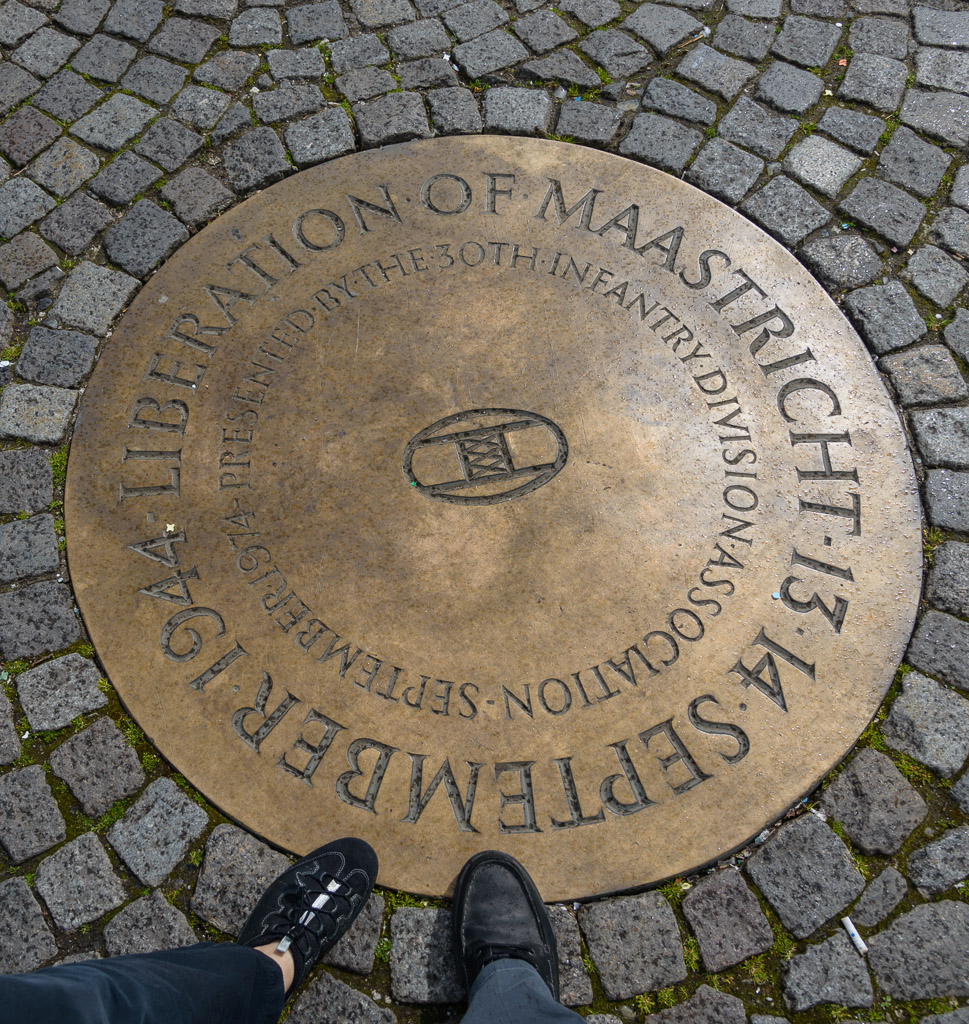 LIBERATION·OF·MAASTRICHT·13·14·SEPTEMBER·1944·
PRESENTED·BY·THE·30TH·INFANTRY·DIVISION·ASSOCIATION·SEPTEMBER·1974·